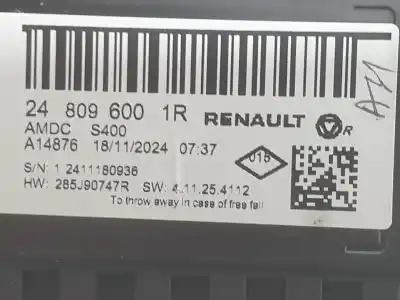 24 809 600 1R RENAULT R
AMDC S400
A14876 18/11/2024 07:37
018
S/N: 1 2411180936
HW: 285J90747R SW: 4.11.25.4112
To throw away in case of free fall